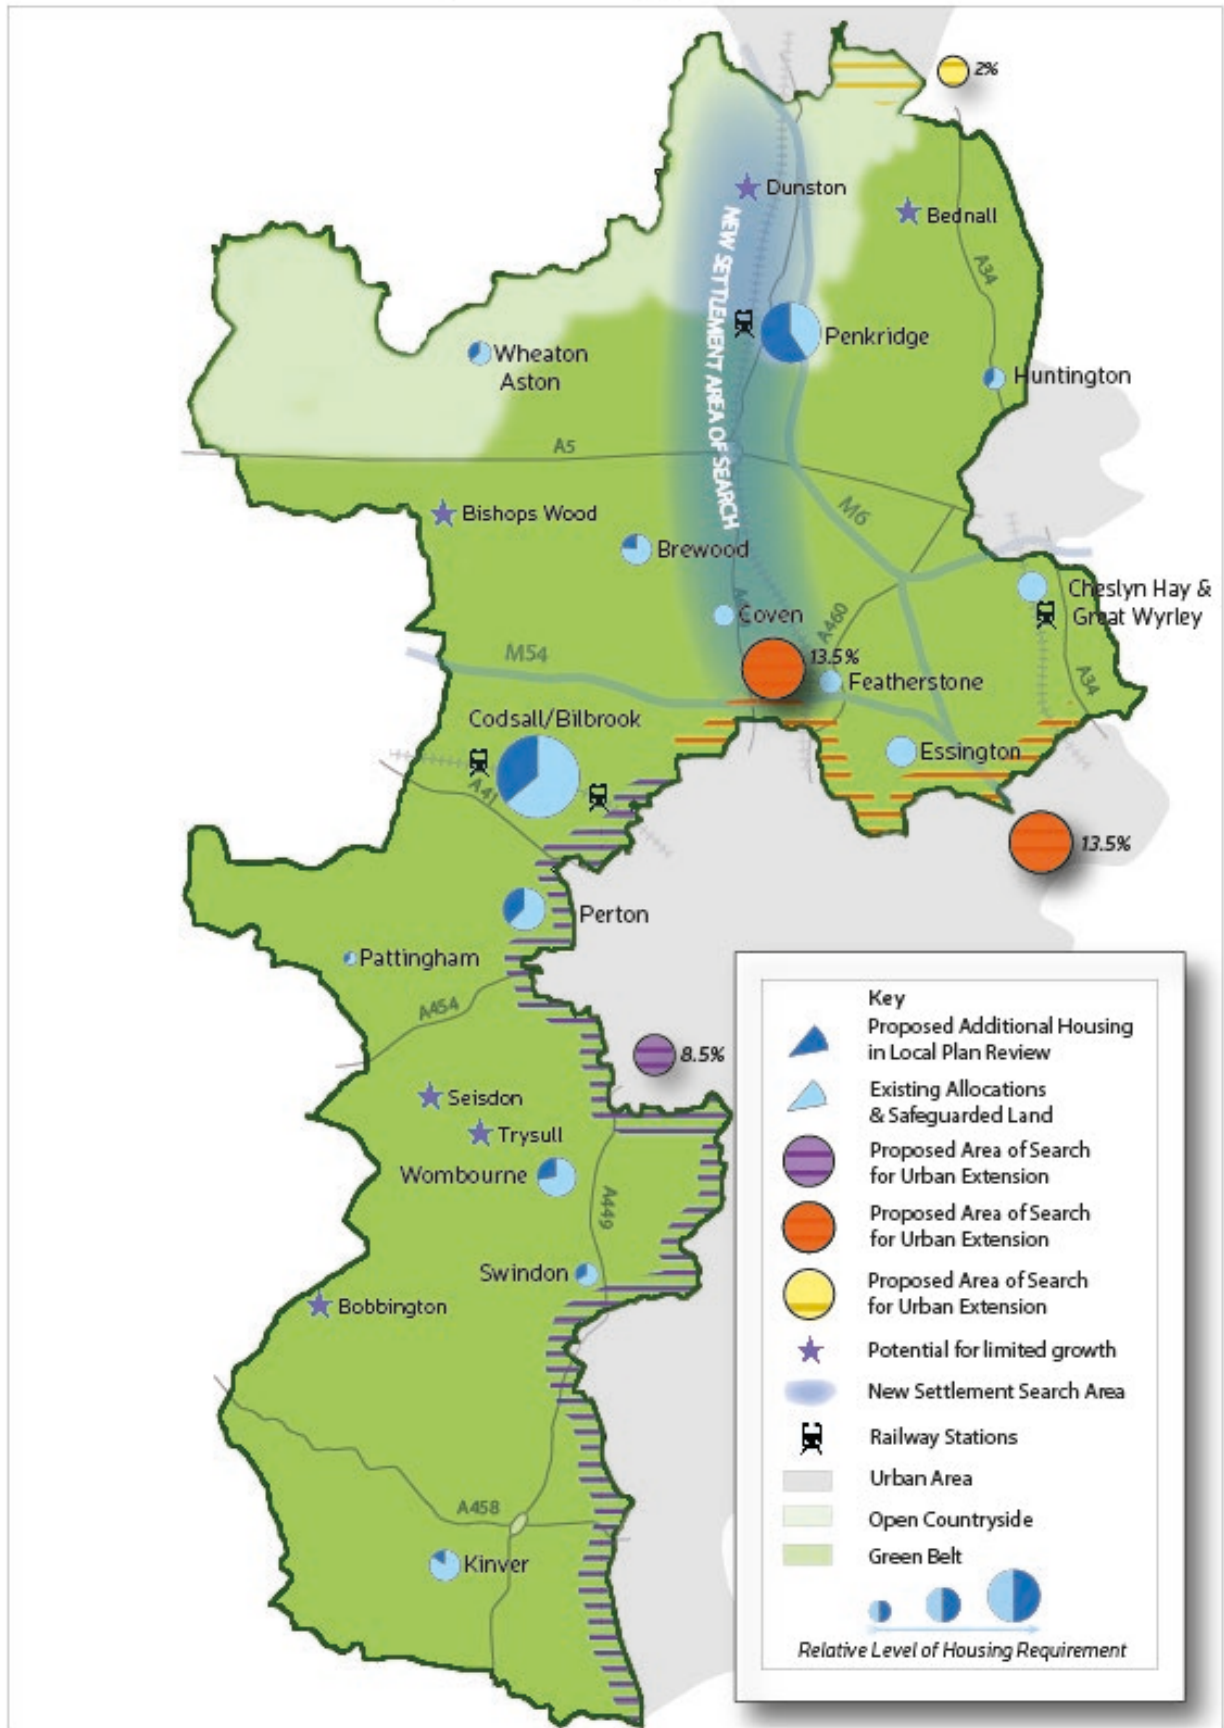 2%
Dunston
Bednall
NEW SETTLEMENT AREA OF SEARCH
A34
Penkridge
Wheaton
Aston
Huntington
A5
Bishops Wood
M6
Brewood
Cheslyn Hay &
Great Wyrley
Coven
A460
M54
13.5%
Featherstone
A34
Codsall/Bilbrook
Essington
A41
13.5%
Perton
Pattingham
A454
8.5%
Seisdon
Trysull
Wombourne
A449
Swindon
Bobbington
A458
Kinver
Key
Proposed Additional Housing
in Local Plan Review
Existing Allocations
& Safeguarded Land
Proposed Area of Search
for Urban Extension
Proposed Area of Search
for Urban Extension
Proposed Area of Search
for Urban Extension
Potential for limited growth
New Settlement Search Area
Railway Stations
Urban Area
Open Countryside
Green Belt
Relative Level of Housing Requirement